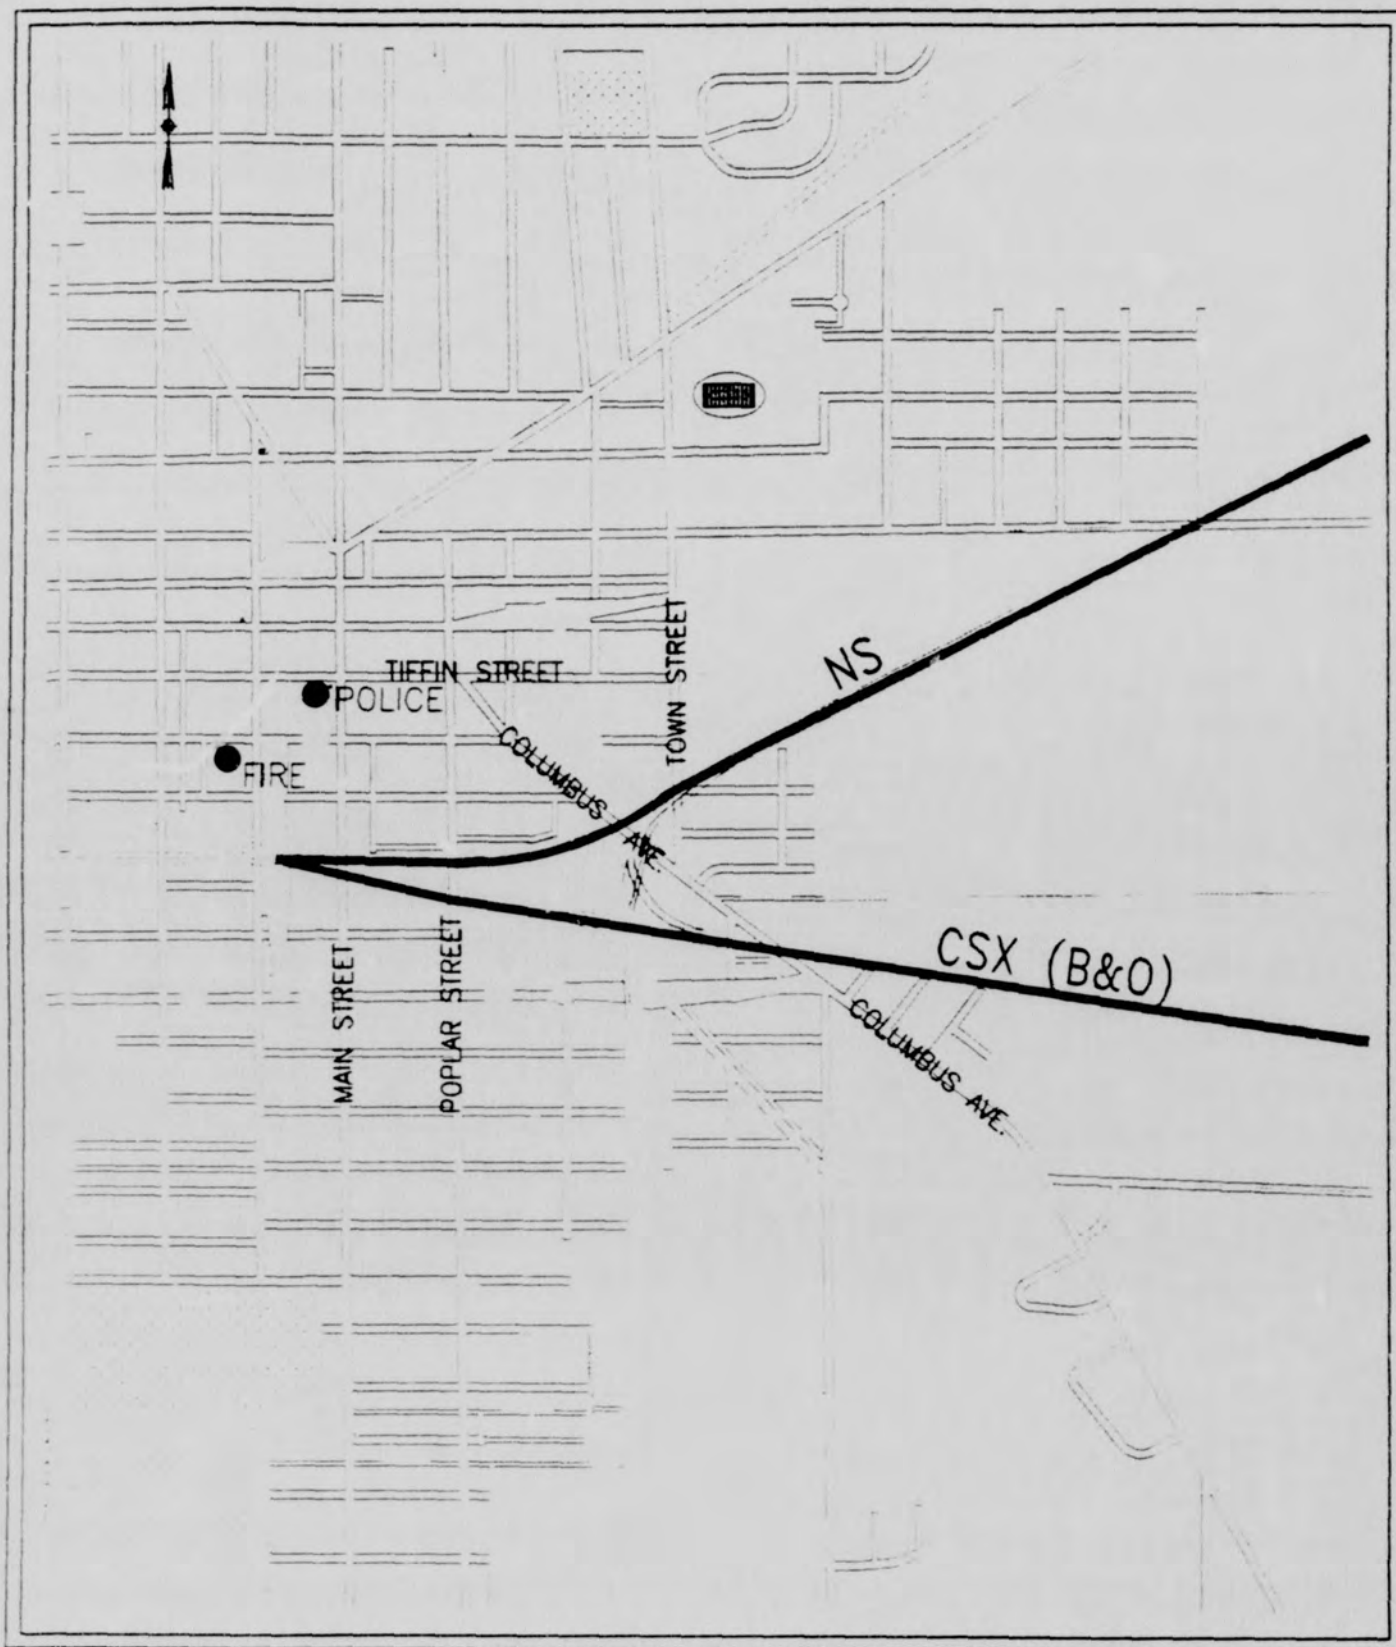 TIFFIN STREET
TOWN STREET
NS
POLICE
FIRE
COLUMBUS AVE.
CSX (B&O)
MAIN STREET
POPLAR STREET
COLUMBUS AVE.